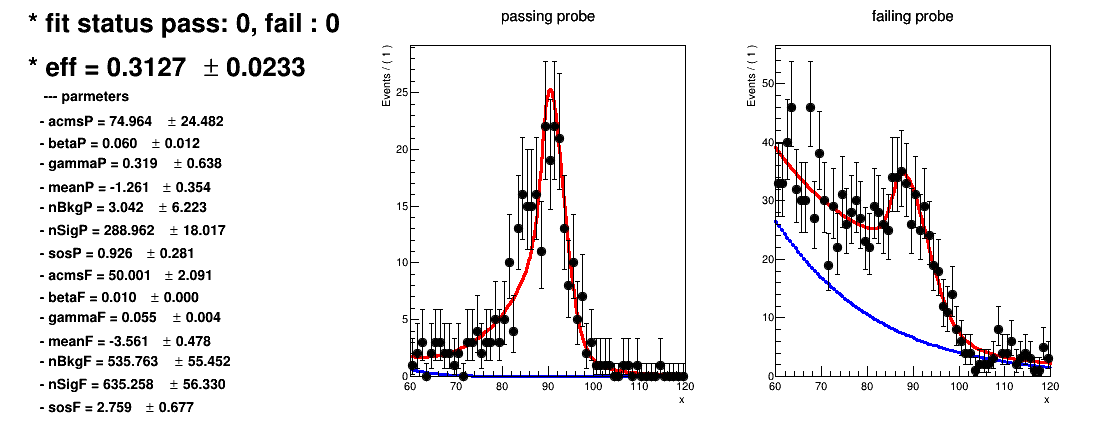 * fit status pass: 0, fail : 0
* eff = 0.3127 ± 0.0233
--- parmeters
- acmsP = 74.964 ± 24.482
- betaP = 0.060 ± 0.012
- gammaP = 0.319 ± 0.638
- meanP = -1.261 ± 0.354
- nBkgP = 3.042 ± 6.223
- nSigP = 288.962 ± 18.017
- sosP = 0.926 ± 0.281
- acmsF = 50.001 ± 2.091
- betaF = 0.010 ± 0.000
- gammaF = 0.055 ± 0.004
- meanF = -3.561 ± 0.478
- nBkgF = 535.763 ± 55.452
- nSigF = 635.258 ± 56.330
- sosF = 2.759 ± 0.677
passing probe
Events / ( 1 )
25
20
15
10
5
0
60 70 80 90 100 110 120
x
failing probe
Events / ( 1 )
50
40
30
20
10
0
60 70 80 90 100 110 120
x